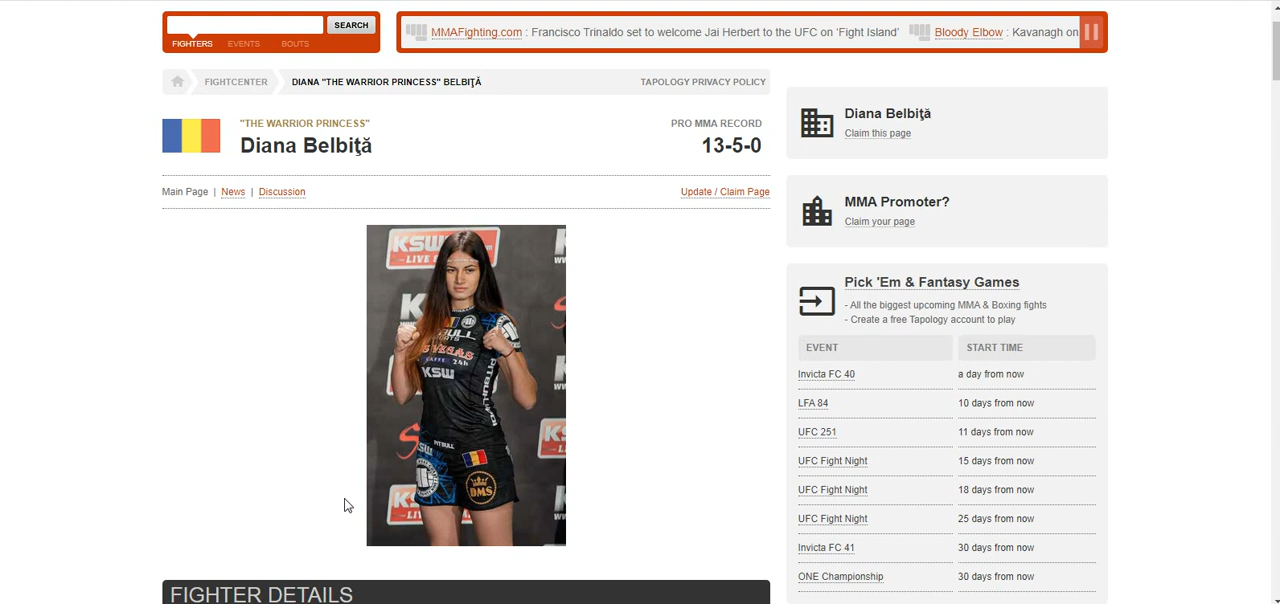 SEARCH
FIGHTERS EVENTS BOUTS
MMAFighting.com : Francisco Trinaldo set to welcome Jai Herbert to the UFC on 'Fight Island' Bloody Elbow : Kavanagh on
FIGHTCENTER DIANA "THE WARRIOR PRINCESS" BELBIŢĂ TAPOLOGY PRIVACY POLICY
"THE WARRIOR PRINCESS" PRO MMA RECORD
Diana Belbiţă 13-5-0
Main Page | News | Discussion Update / Claim Page
KSW
LIVE
KSW
PITBULL
KSW
DMS
FIGHTER DETAILS
Diana Belbiţă
Claim this page
MMA Promoter?
Claim your page
Pick 'Em & Fantasy Games
- All the biggest upcoming MMA & Boxing fights
- Create a free Tapology account to play
EVENT START TIME
Invicta FC 40 a day from now
LFA 84 10 days from now
UFC 251 11 days from now
UFC Fight Night 15 days from now
UFC Fight Night 18 days from now
UFC Fight Night 25 days from now
Invicta FC 41 30 days from now
ONE Championship 30 days from now